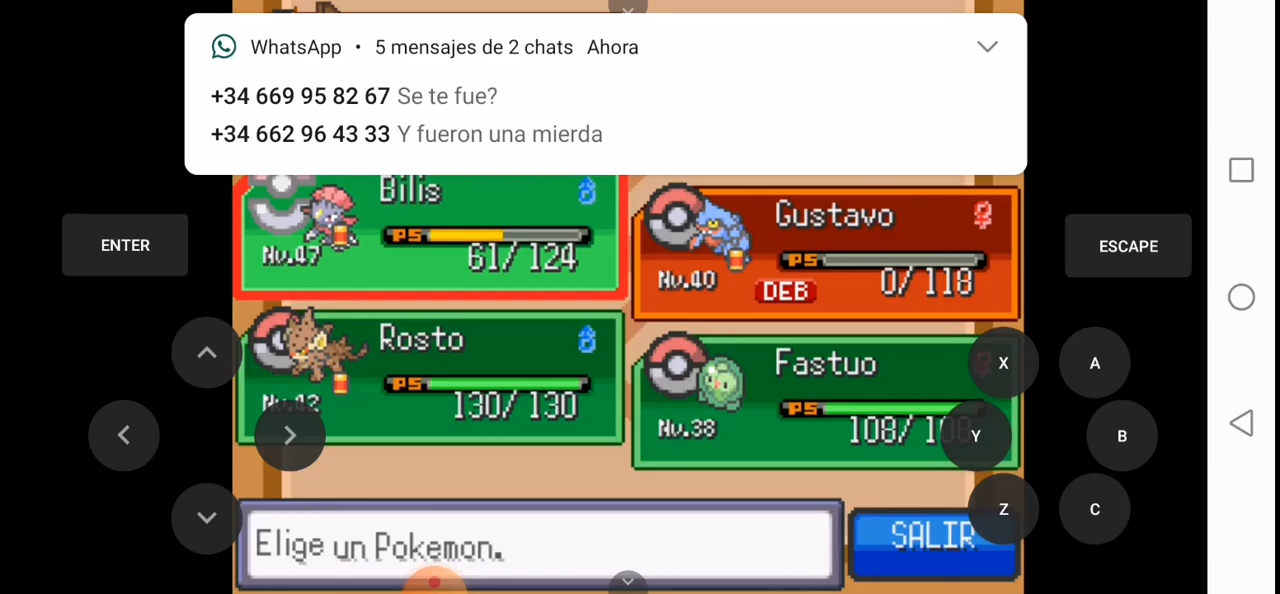 WhatsApp • 5 mensajes de 2 chats Ahora
+34 669 95 82 67 Se te fue?
+34 662 96 43 33 Y fueron una mierda
Bilis
PS
Nv.47 61/124
Gustavo
PS
Nv.40 DEB 0/118
ENTER
ESCAPE
Rosto
PS
130/130
Fastuo
PS
Nv.38 108/108
X
A
Y
B
Z
C
Elige un Pokemon.
SALIR